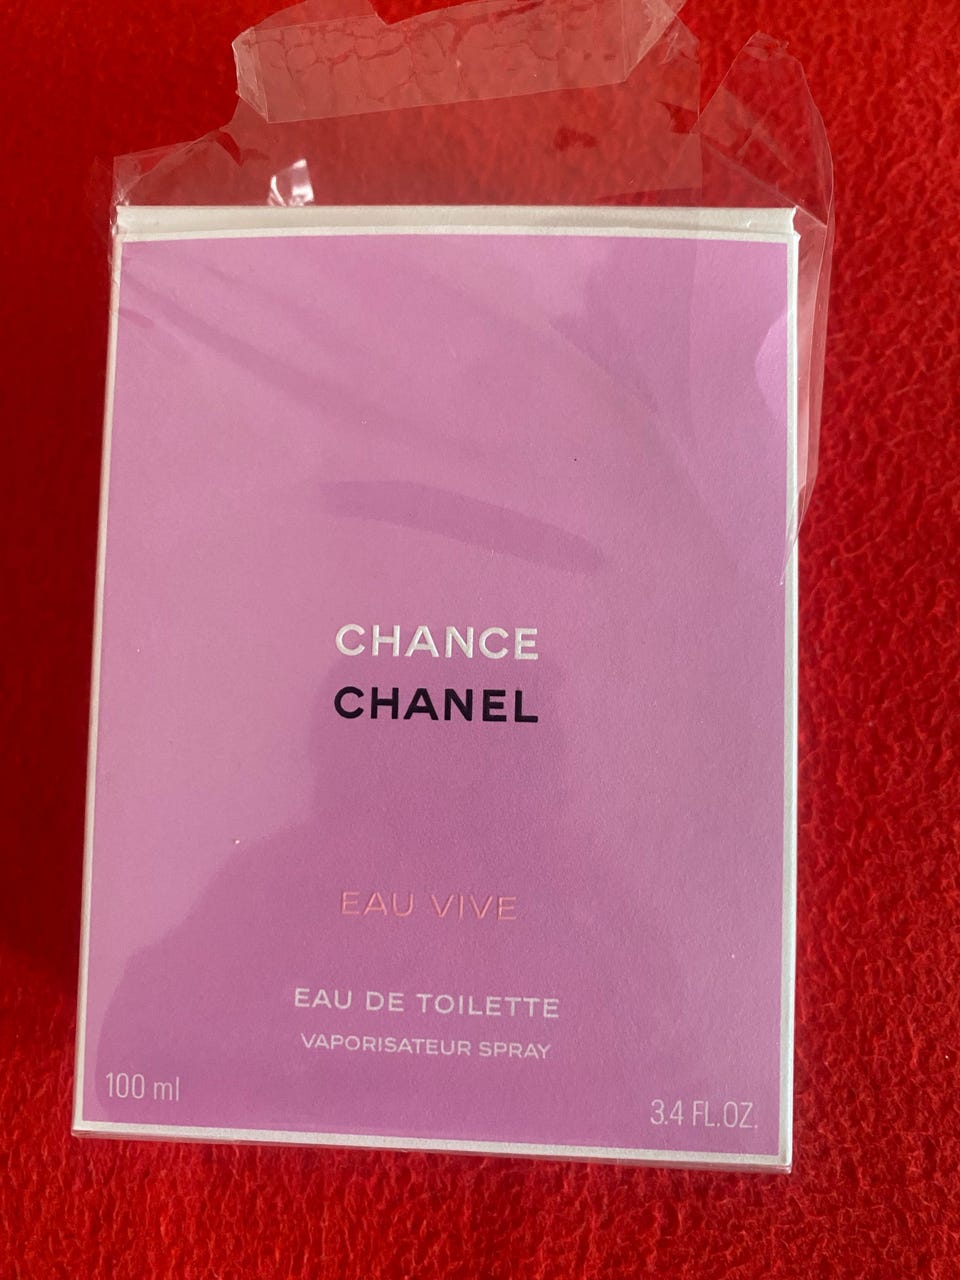 CHANCE
CHANEL
EAU VIVE
EAU DE TOILETTE
VAPORISATEUR SPRAY
100 ml
3.4 FL.OZ.